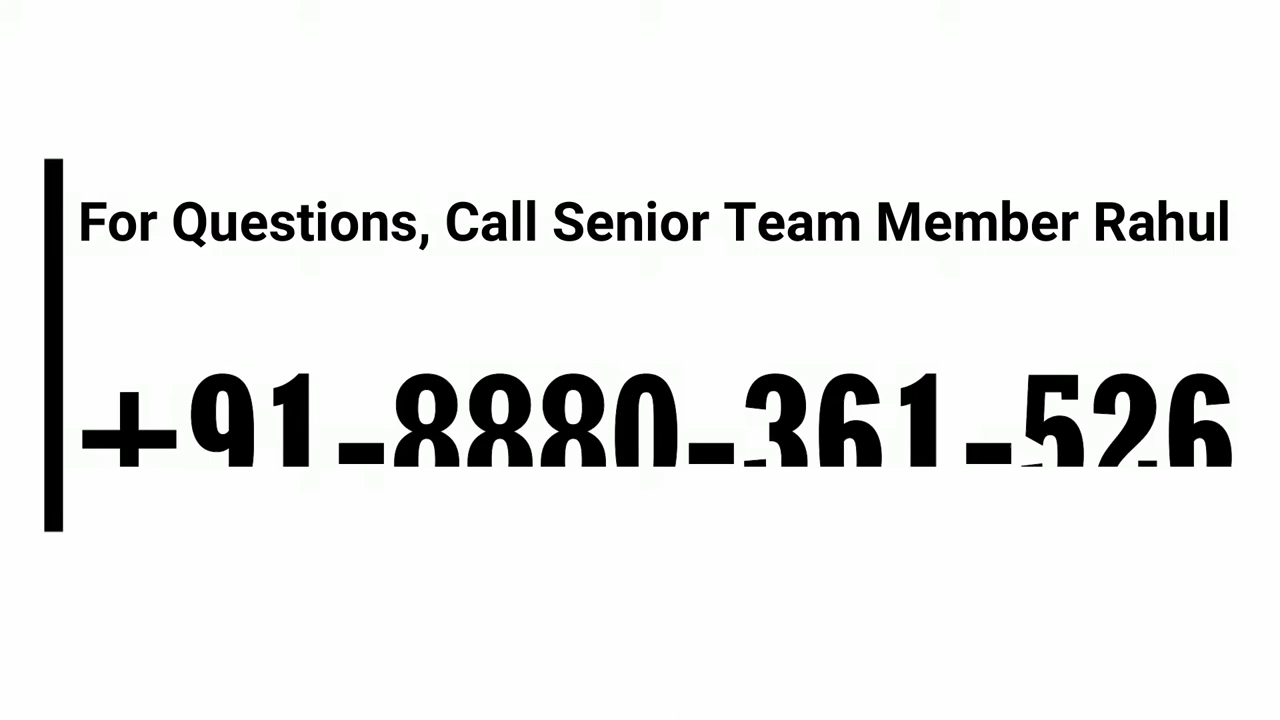 For Questions, Call Senior Team Member Rahul
+91-8880-361-526